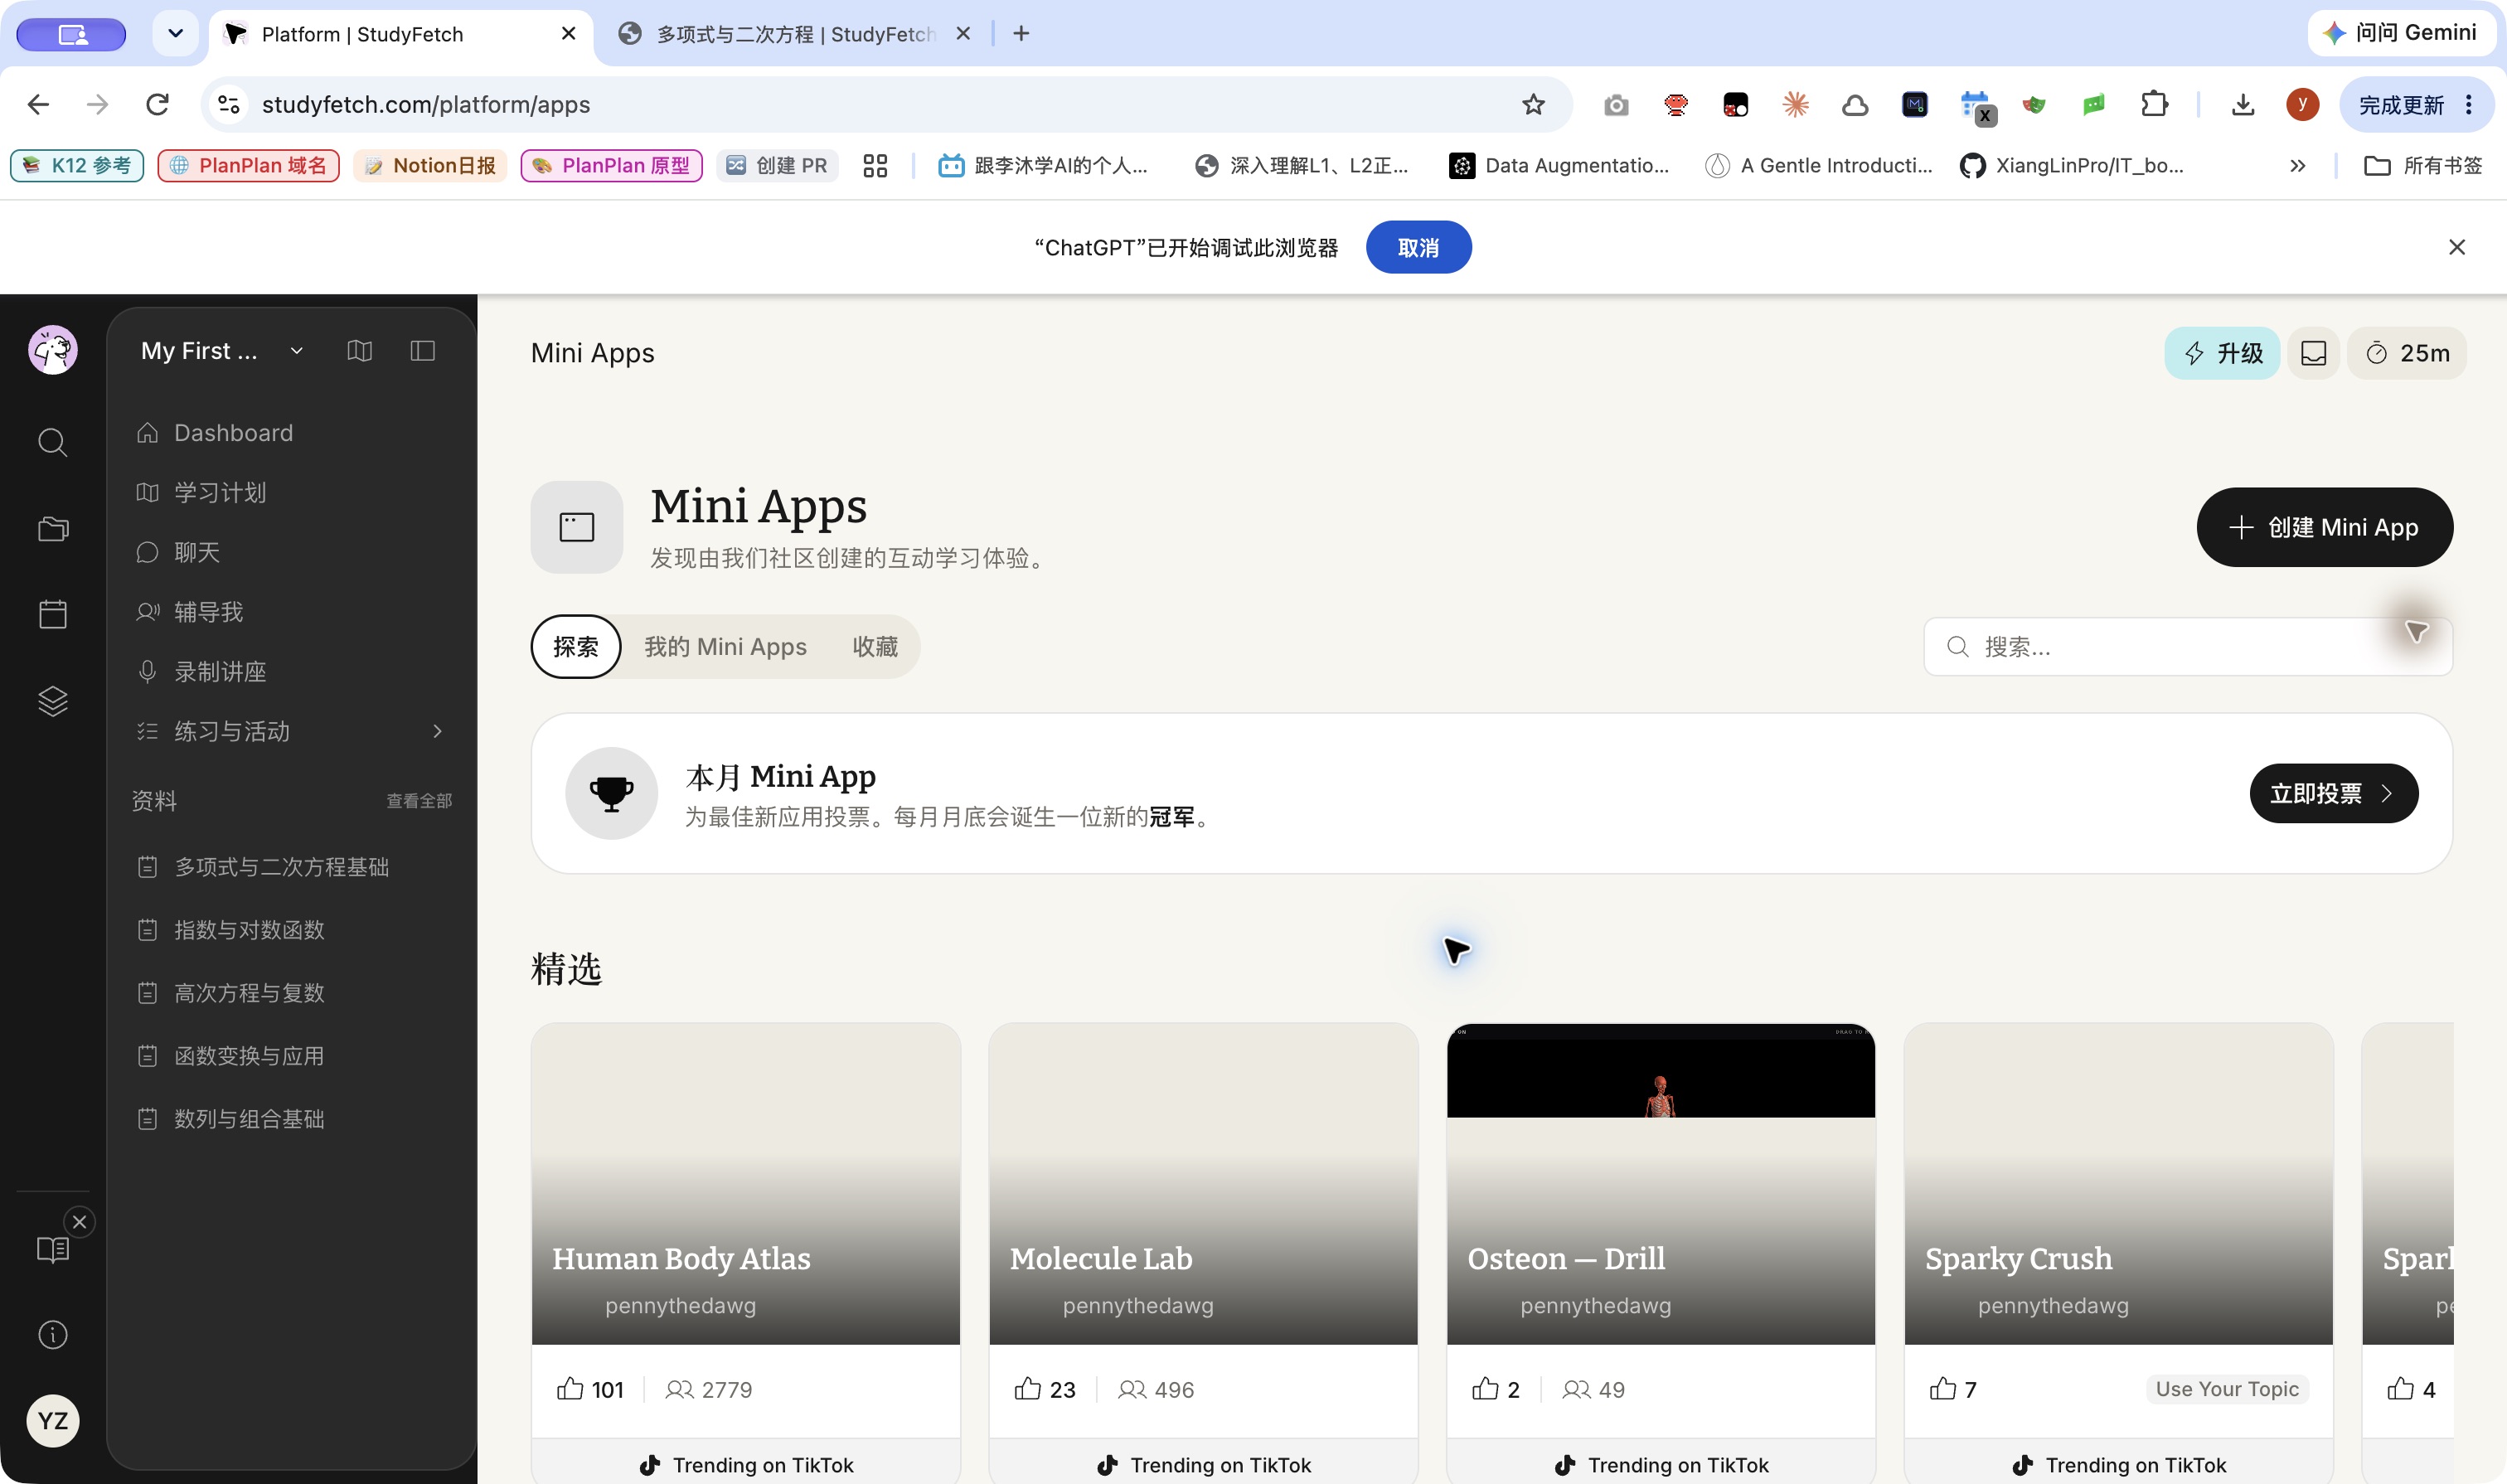 Platform | StudyFetch
多项式与二次方程 | StudyFetch
问问 Gemini
studyfetch.com/platform/apps
X
y
完成更新
K12 参考
PlanPlan 域名
Notion日报
PlanPlan 原型
创建 PR
跟李沐学AI的个人...
深入理解L1、L2正...
Data Augmentatio...
A Gentle Introducti...
XiangLinPro/IT_bo...
所有书签
“ChatGPT”已开始调试此浏览器
取消
My First ...
Mini Apps
升级
25m
Dashboard
学习计划
聊天
辅导我
录制讲座
练习与活动
资料
查看全部
多项式与二次方程基础
指数与对数函数
高次方程与复数
函数变换与应用
数列与组合基础
YZ
Mini Apps
发现由我们社区创建的互动学习体验。
创建 Mini App
探索
我的 Mini Apps
收藏
搜索...
本月 Mini App
为最佳新应用投票。每月月底会诞生一位新的冠军。
立即投票
精选
Human Body Atlas
pennythedawg
101
2779
Trending on TikTok
Molecule Lab
pennythedawg
23
496
Trending on TikTok
Osteon — Drill
pennythedawg
2
49
Trending on TikTok
Sparky Crush
pennythedawg
7
Use Your Topic
Trending on TikTok
4